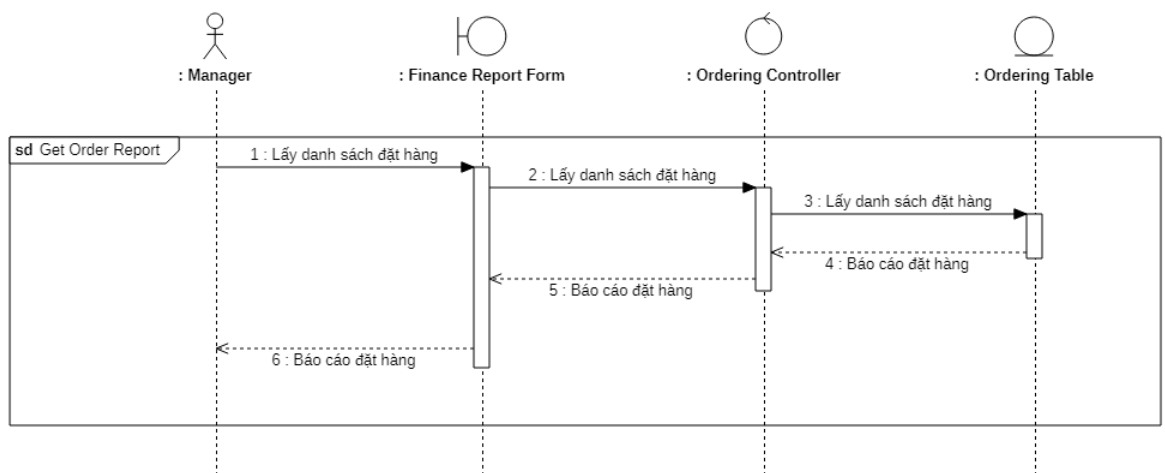 : Manager
: Finance Report Form
: Ordering Controller
: Ordering Table
sd Get Order Report
1 : Lấy danh sách đặt hàng
2 : Lấy danh sách đặt hàng
3 : Lấy danh sách đặt hàng
4 : Báo cáo đặt hàng
5 : Báo cáo đặt hàng
6 : Báo cáo đặt hàng